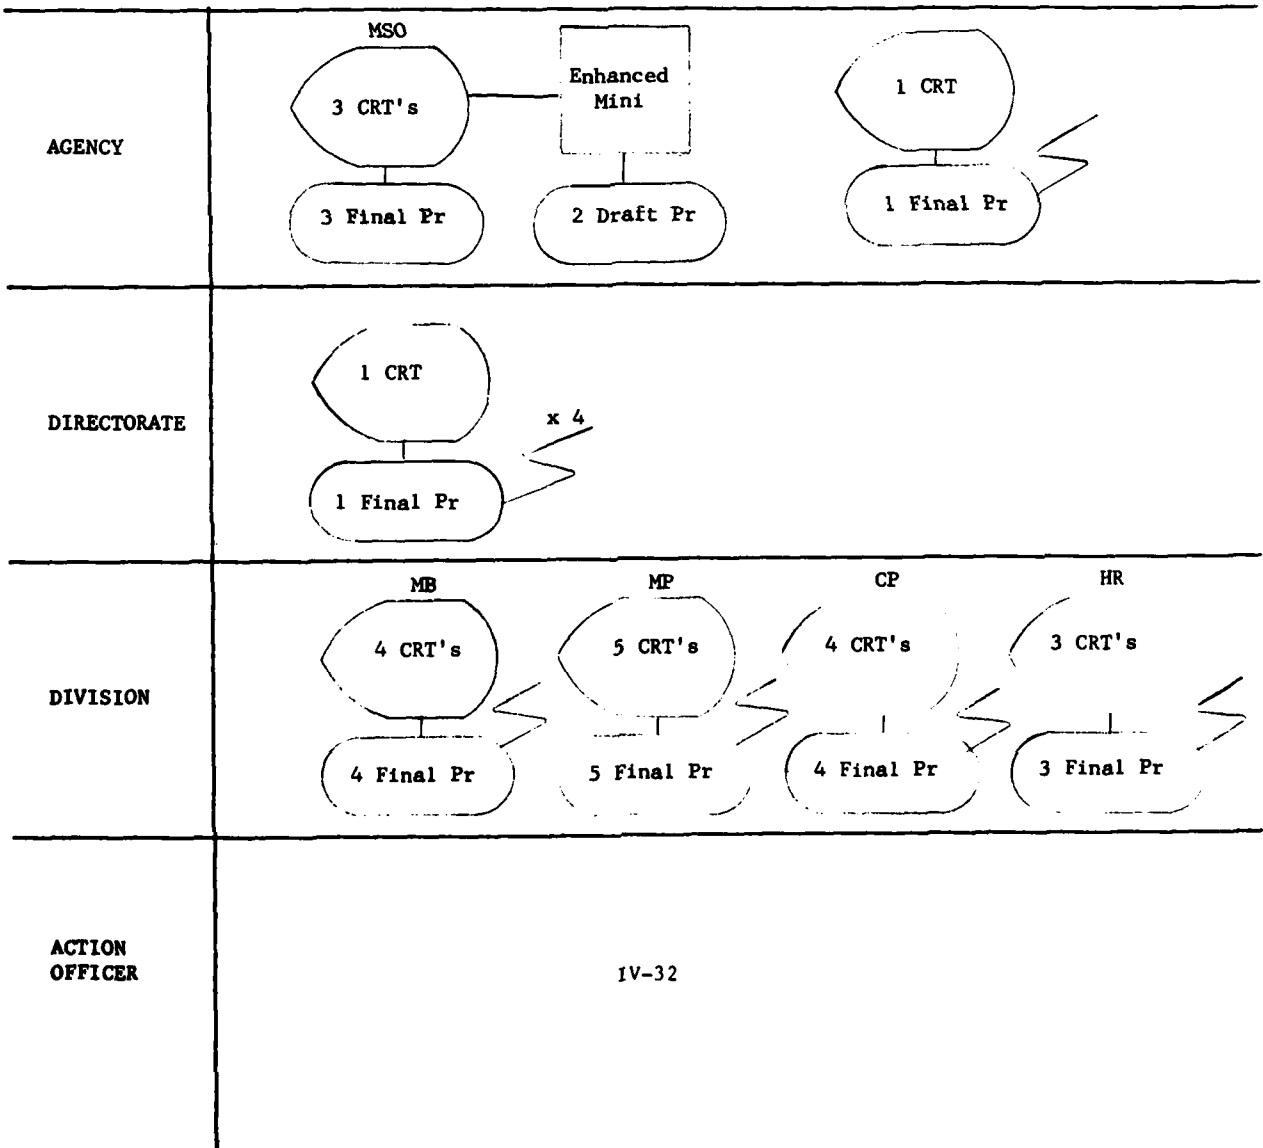 AGENCY
MSO
3 CRT's
Enhanced
Mini
1 CRT
3 Final Pr
2 Draft Pr
1 Final Pr
DIRECTORATE
1 CRT
x 4
1 Final Pr
DIVISION
MB
MP
CP
HR
4 CRT's
5 CRT's
4 CRT's
3 CRT's
4 Final Pr
5 Final Pr
4 Final Pr
3 Final Pr
ACTION
OFFICER
IV-32